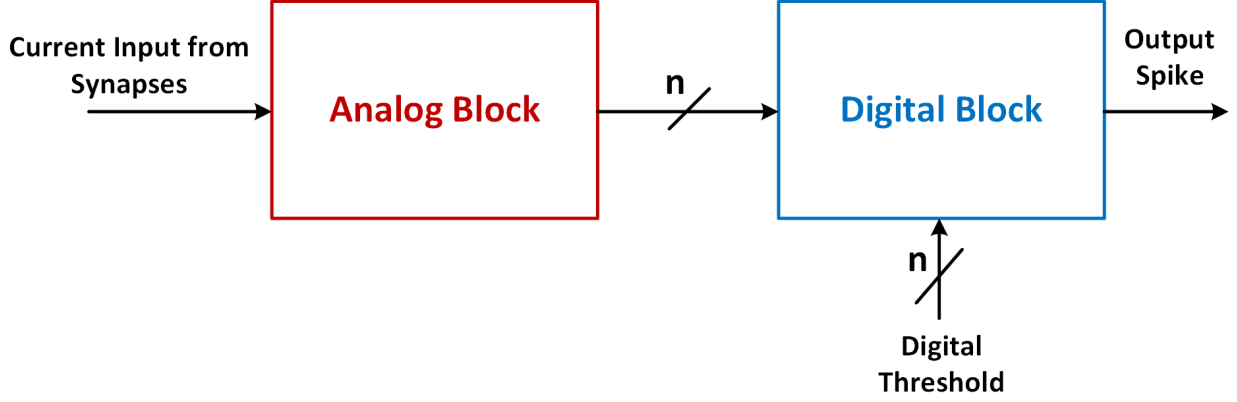 Current Input from
Synapses
Analog Block
n
Digital Block
Output
Spike
n
Digital
Threshold